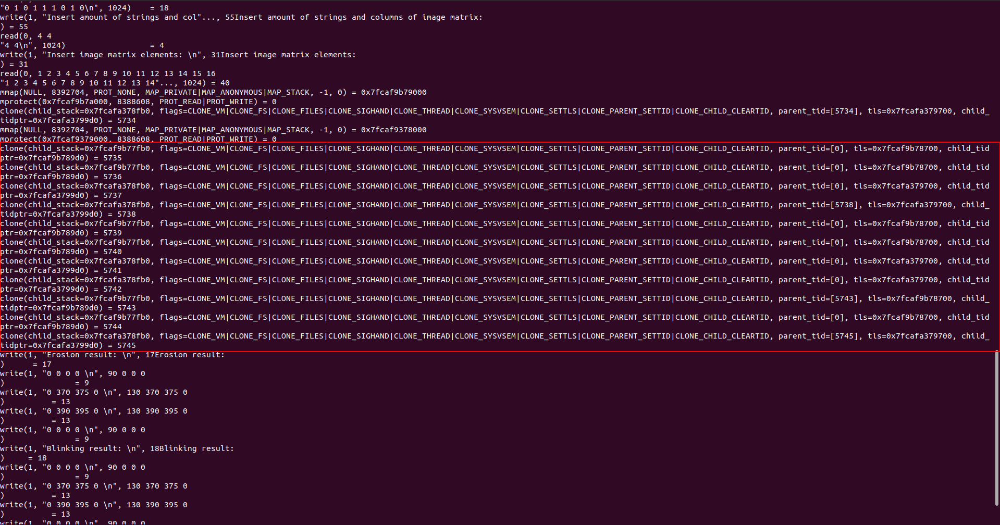 "0 1 0 1 1 1 0 1 0\n", 1024)    = 18
write(1, "Insert amount of strings and col"..., 55Insert amount of strings and columns of image matrix:
) = 55
read(0, 4 4
"4 4\n", 1024)                  = 4
write(1, "Insert image matrix elements: \n", 31Insert image matrix elements:
) = 31
read(0, 1 2 3 4 5 6 7 8 9 10 11 12 13 14 15 16
"1 2 3 4 5 6 7 8 9 10 11 12 13 14"..., 1024) = 40
mmap(NULL, 8392704, PROT_NONE, MAP_PRIVATE|MAP_ANONYMOUS|MAP_STACK, -1, 0) = 0x7fcaf9b79000
mprotect(0x7fcaf9b7a000, 8388608, PROT_READ|PROT_WRITE) = 0
clone(child_stack=0x7fcafa378fb0, flags=CLONE_VM|CLONE_FS|CLONE_FILES|CLONE_SIGHAND|CLONE_THREAD|CLONE_SYSVSEM|CLONE_SETTLS|CLONE_PARENT_SETTID|CLONE_CHILD_CLEARTID, parent_tid=[5734], tls=0x7fcafa379700, child_
tidptr=0x7fcafa3799d0) = 5734
mmap(NULL, 8392704, PROT_NONE, MAP_PRIVATE|MAP_ANONYMOUS|MAP_STACK, -1, 0) = 0x7fcaf9378000
mprotect(0x7fcaf9379000, 8388608, PROT_READ|PROT_WRITE) = 0
clone(child_stack=0x7fcaf9b77fb0, flags=CLONE_VM|CLONE_FS|CLONE_FILES|CLONE_SIGHAND|CLONE_THREAD|CLONE_SYSVSEM|CLONE_SETTLS|CLONE_PARENT_SETTID|CLONE_CHILD_CLEARTID, parent_tid=[0], tls=0x7fcaf9b78700, child_tid
ptr=0x7fcaf9b789d0) = 5735
clone(child_stack=0x7fcaf9b77fb0, flags=CLONE_VM|CLONE_FS|CLONE_FILES|CLONE_SIGHAND|CLONE_THREAD|CLONE_SYSVSEM|CLONE_SETTLS|CLONE_PARENT_SETTID|CLONE_CHILD_CLEARTID, parent_tid=[0], tls=0x7fcaf9b78700, child_tid
ptr=0x7fcaf9b789d0) = 5736
clone(child_stack=0x7fcafa378fb0, flags=CLONE_VM|CLONE_FS|CLONE_FILES|CLONE_SIGHAND|CLONE_THREAD|CLONE_SYSVSEM|CLONE_SETTLS|CLONE_PARENT_SETTID|CLONE_CHILD_CLEARTID, parent_tid=[0], tls=0x7fcafa379700, child_tid
ptr=0x7fcafa3799d0) = 5737
clone(child_stack=0x7fcafa378fb0, flags=CLONE_VM|CLONE_FS|CLONE_FILES|CLONE_SIGHAND|CLONE_THREAD|CLONE_SYSVSEM|CLONE_SETTLS|CLONE_PARENT_SETTID|CLONE_CHILD_CLEARTID, parent_tid=[5738], tls=0x7fcafa379700, child_
tidptr=0x7fcafa3799d0) = 5738
clone(child_stack=0x7fcaf9b77fb0, flags=CLONE_VM|CLONE_FS|CLONE_FILES|CLONE_SIGHAND|CLONE_THREAD|CLONE_SYSVSEM|CLONE_SETTLS|CLONE_PARENT_SETTID|CLONE_CHILD_CLEARTID, parent_tid=[0], tls=0x7fcaf9b78700, child_tid
ptr=0x7fcaf9b789d0) = 5739
clone(child_stack=0x7fcaf9b77fb0, flags=CLONE_VM|CLONE_FS|CLONE_FILES|CLONE_SIGHAND|CLONE_THREAD|CLONE_SYSVSEM|CLONE_SETTLS|CLONE_PARENT_SETTID|CLONE_CHILD_CLEARTID, parent_tid=[0], tls=0x7fcaf9b78700, child_tid
ptr=0x7fcaf9b789d0) = 5740
clone(child_stack=0x7fcafa378fb0, flags=CLONE_VM|CLONE_FS|CLONE_FILES|CLONE_SIGHAND|CLONE_THREAD|CLONE_SYSVSEM|CLONE_SETTLS|CLONE_PARENT_SETTID|CLONE_CHILD_CLEARTID, parent_tid=[0], tls=0x7fcafa379700, child_tid
ptr=0x7fcafa3799d0) = 5741
clone(child_stack=0x7fcafa378fb0, flags=CLONE_VM|CLONE_FS|CLONE_FILES|CLONE_SIGHAND|CLONE_THREAD|CLONE_SYSVSEM|CLONE_SETTLS|CLONE_PARENT_SETTID|CLONE_CHILD_CLEARTID, parent_tid=[0], tls=0x7fcafa379700, child_tid
ptr=0x7fcafa3799d0) = 5742
clone(child_stack=0x7fcaf9b77fb0, flags=CLONE_VM|CLONE_FS|CLONE_FILES|CLONE_SIGHAND|CLONE_THREAD|CLONE_SYSVSEM|CLONE_SETTLS|CLONE_PARENT_SETTID|CLONE_CHILD_CLEARTID, parent_tid=[5743], tls=0x7fcaf9b78700, child_
tidptr=0x7fcaf9b789d0) = 5743
clone(child_stack=0x7fcaf9b77fb0, flags=CLONE_VM|CLONE_FS|CLONE_FILES|CLONE_SIGHAND|CLONE_THREAD|CLONE_SYSVSEM|CLONE_SETTLS|CLONE_PARENT_SETTID|CLONE_CHILD_CLEARTID, parent_tid=[0], tls=0x7fcaf9b78700, child_tid
ptr=0x7fcaf9b789d0) = 5744
clone(child_stack=0x7fcafa378fb0, flags=CLONE_VM|CLONE_FS|CLONE_FILES|CLONE_SIGHAND|CLONE_THREAD|CLONE_SYSVSEM|CLONE_SETTLS|CLONE_PARENT_SETTID|CLONE_CHILD_CLEARTID, parent_tid=[5745], tls=0x7fcafa379700, child_
tidptr=0x7fcafa3799d0) = 5745
write(1, "Erosion result: \n", 17Erosion result:
)      = 17
write(1, "0 0 0 0 \n", 90 0 0 0
)               = 9
write(1, "0 370 375 0 \n", 130 370 375 0
)          = 13
write(1, "0 390 395 0 \n", 130 390 395 0
)          = 13
write(1, "0 0 0 0 \n", 90 0 0 0
)               = 9
write(1, "Blinking result: \n", 18Blinking result:
)     = 18
write(1, "0 0 0 0 \n", 90 0 0 0
)               = 9
write(1, "0 370 375 0 \n", 130 370 375 0
)          = 13
write(1, "0 390 395 0 \n", 130 390 395 0
)          = 13
write(1, "0 0 0 0 \n", 90 0 0 0